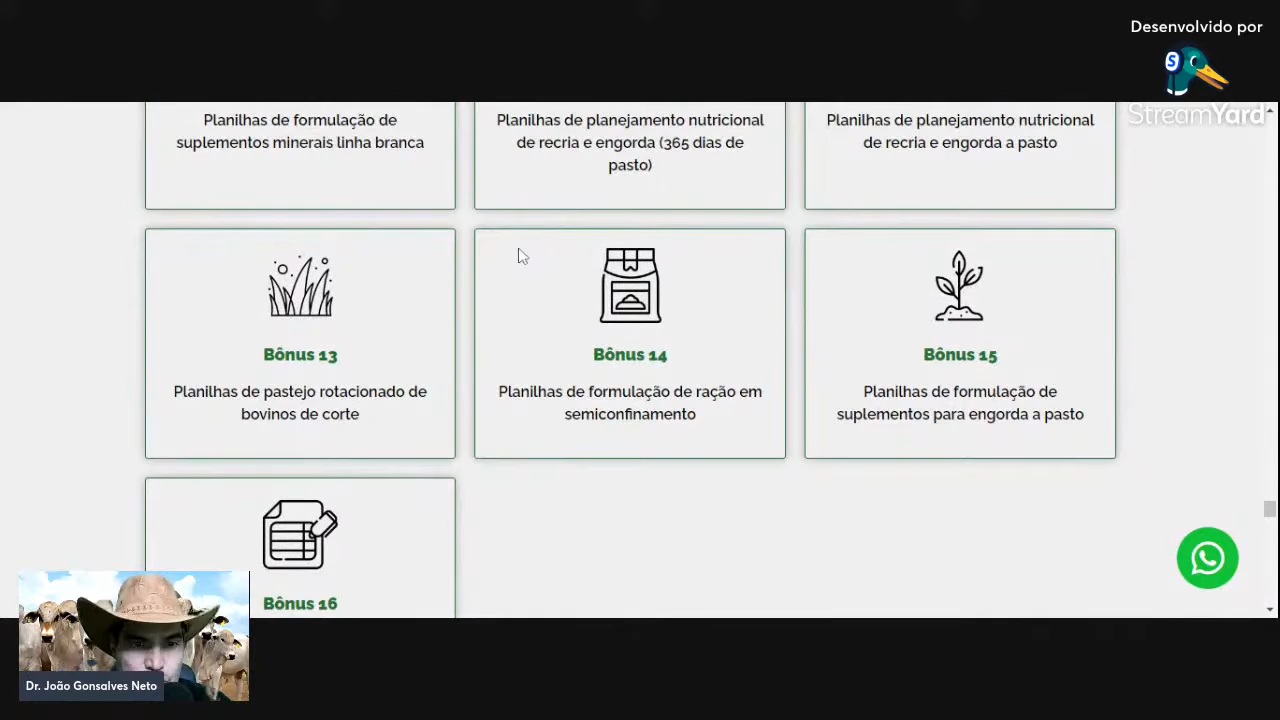 Desenvolvido por
S
StreamYard
Planilhas de formulação de
suplementos minerais linha branca
Planilhas de planejamento nutricional
de recria e engorda (365 dias de
pasto)
Planilhas de planejamento nutricional
de recria e engorda a pasto
Bônus 13
Planilhas de pastejo rotacionado de
bovinos de corte
Bônus 14
Planilhas de formulação de ração em
semiconfinamento
Bônus 15
Planilhas de formulação de
suplementos para engorda a pasto
Bônus 16
Dr. João Gonsalves Neto